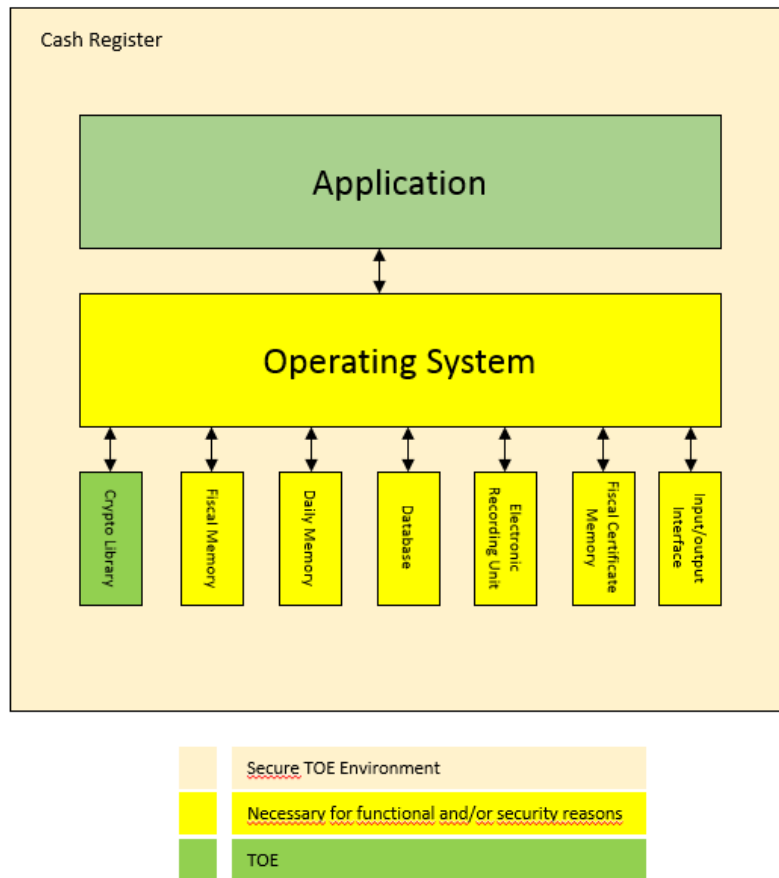 Cash Register
Application
Operating System
Crypto Library
Fiscal Memory
Daily Memory
Database
Electronic
Recording Unit
Fiscal Certificate
Memory
Input/output
Interface
Secure TOE Environment
Necessary for functional and/or security reasons
TOE